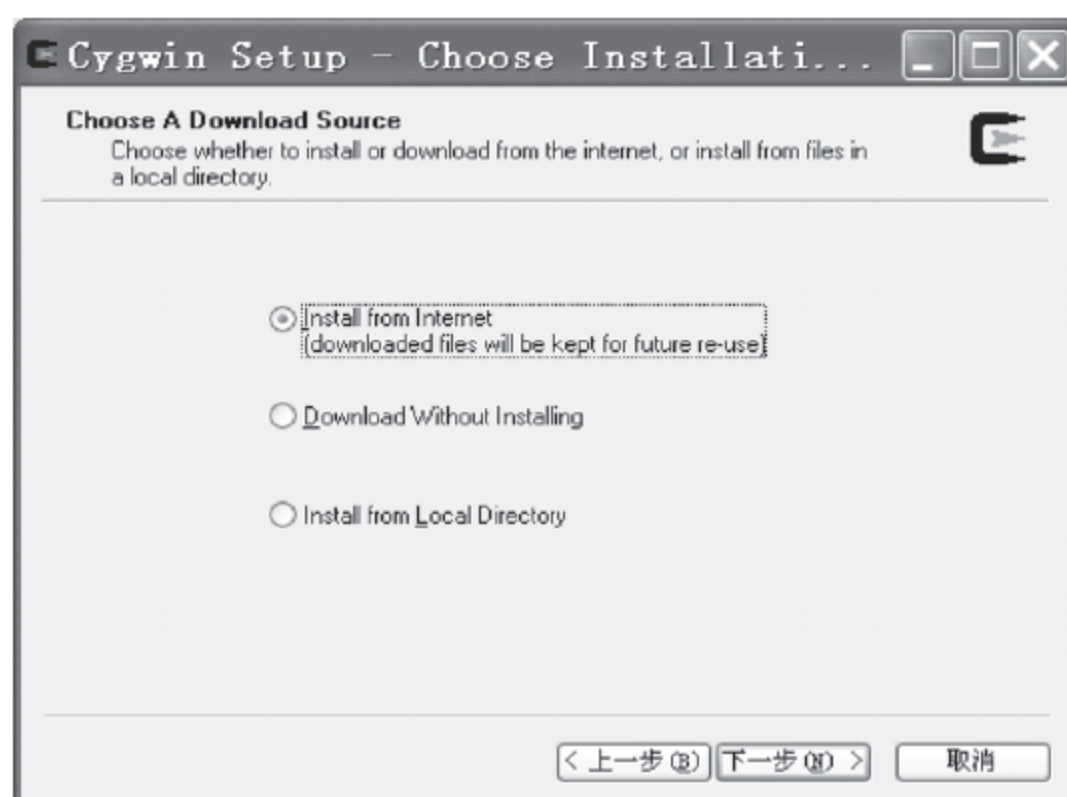 Cygwin Setup - Choose Installati...
Choose A Download Source
Choose whether to install or download from the internet, or install from files in
a local directory.
Install from Internet
(downloaded files will be kept for future re-use)
Download Without Installing
Install from Local Directory
< 上一步(B) 下一步(N) > 取消